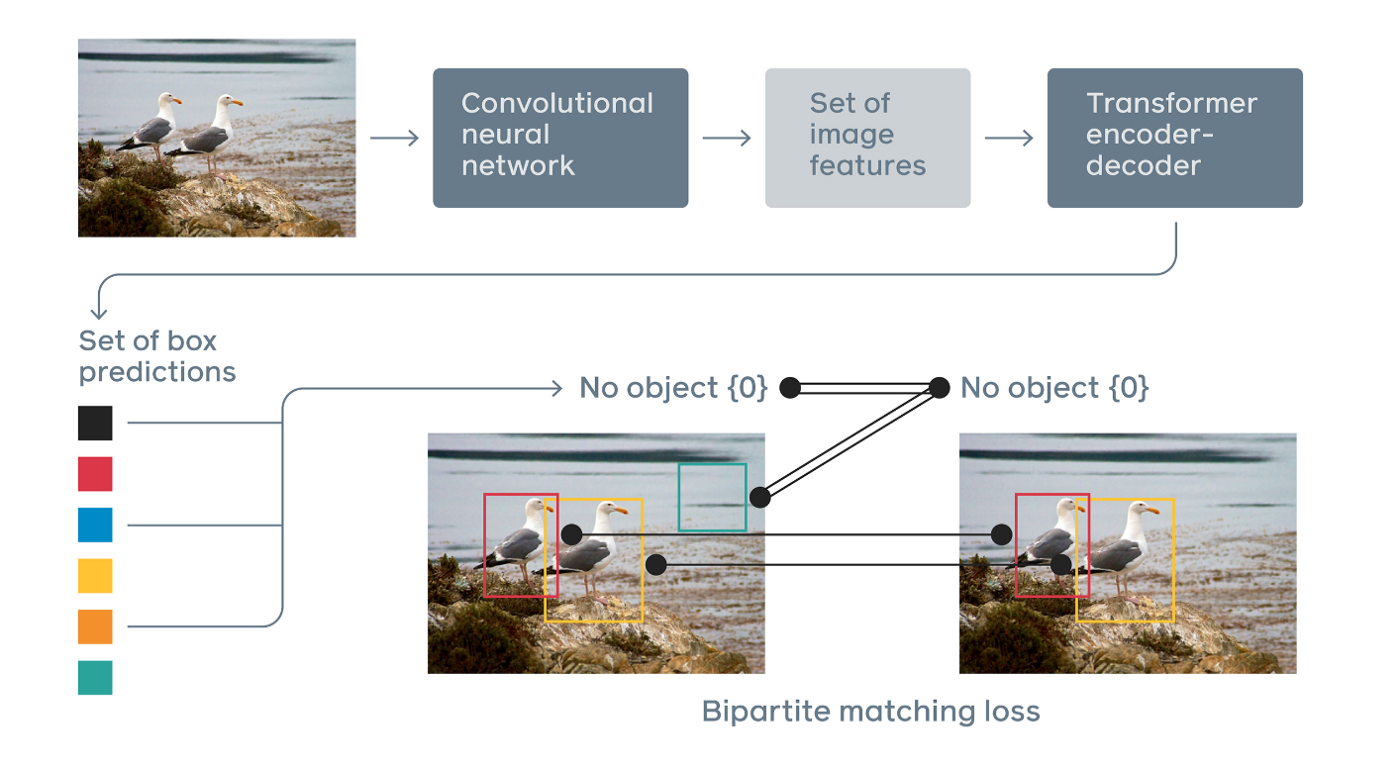 Convolutional
neural
network
Set of
image
features
Transformer
encoder-
decoder
Set of box
predictions
No object {0}
No object {0}
Bipartite matching loss